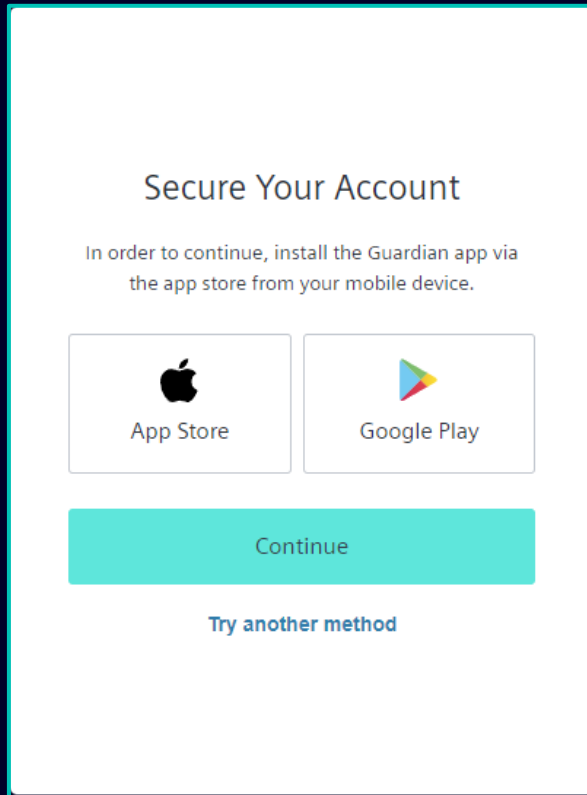 Secure Your Account
In order to continue, install the Guardian app via
the app store from your mobile device.
App Store
Google Play
Continue
Try another method